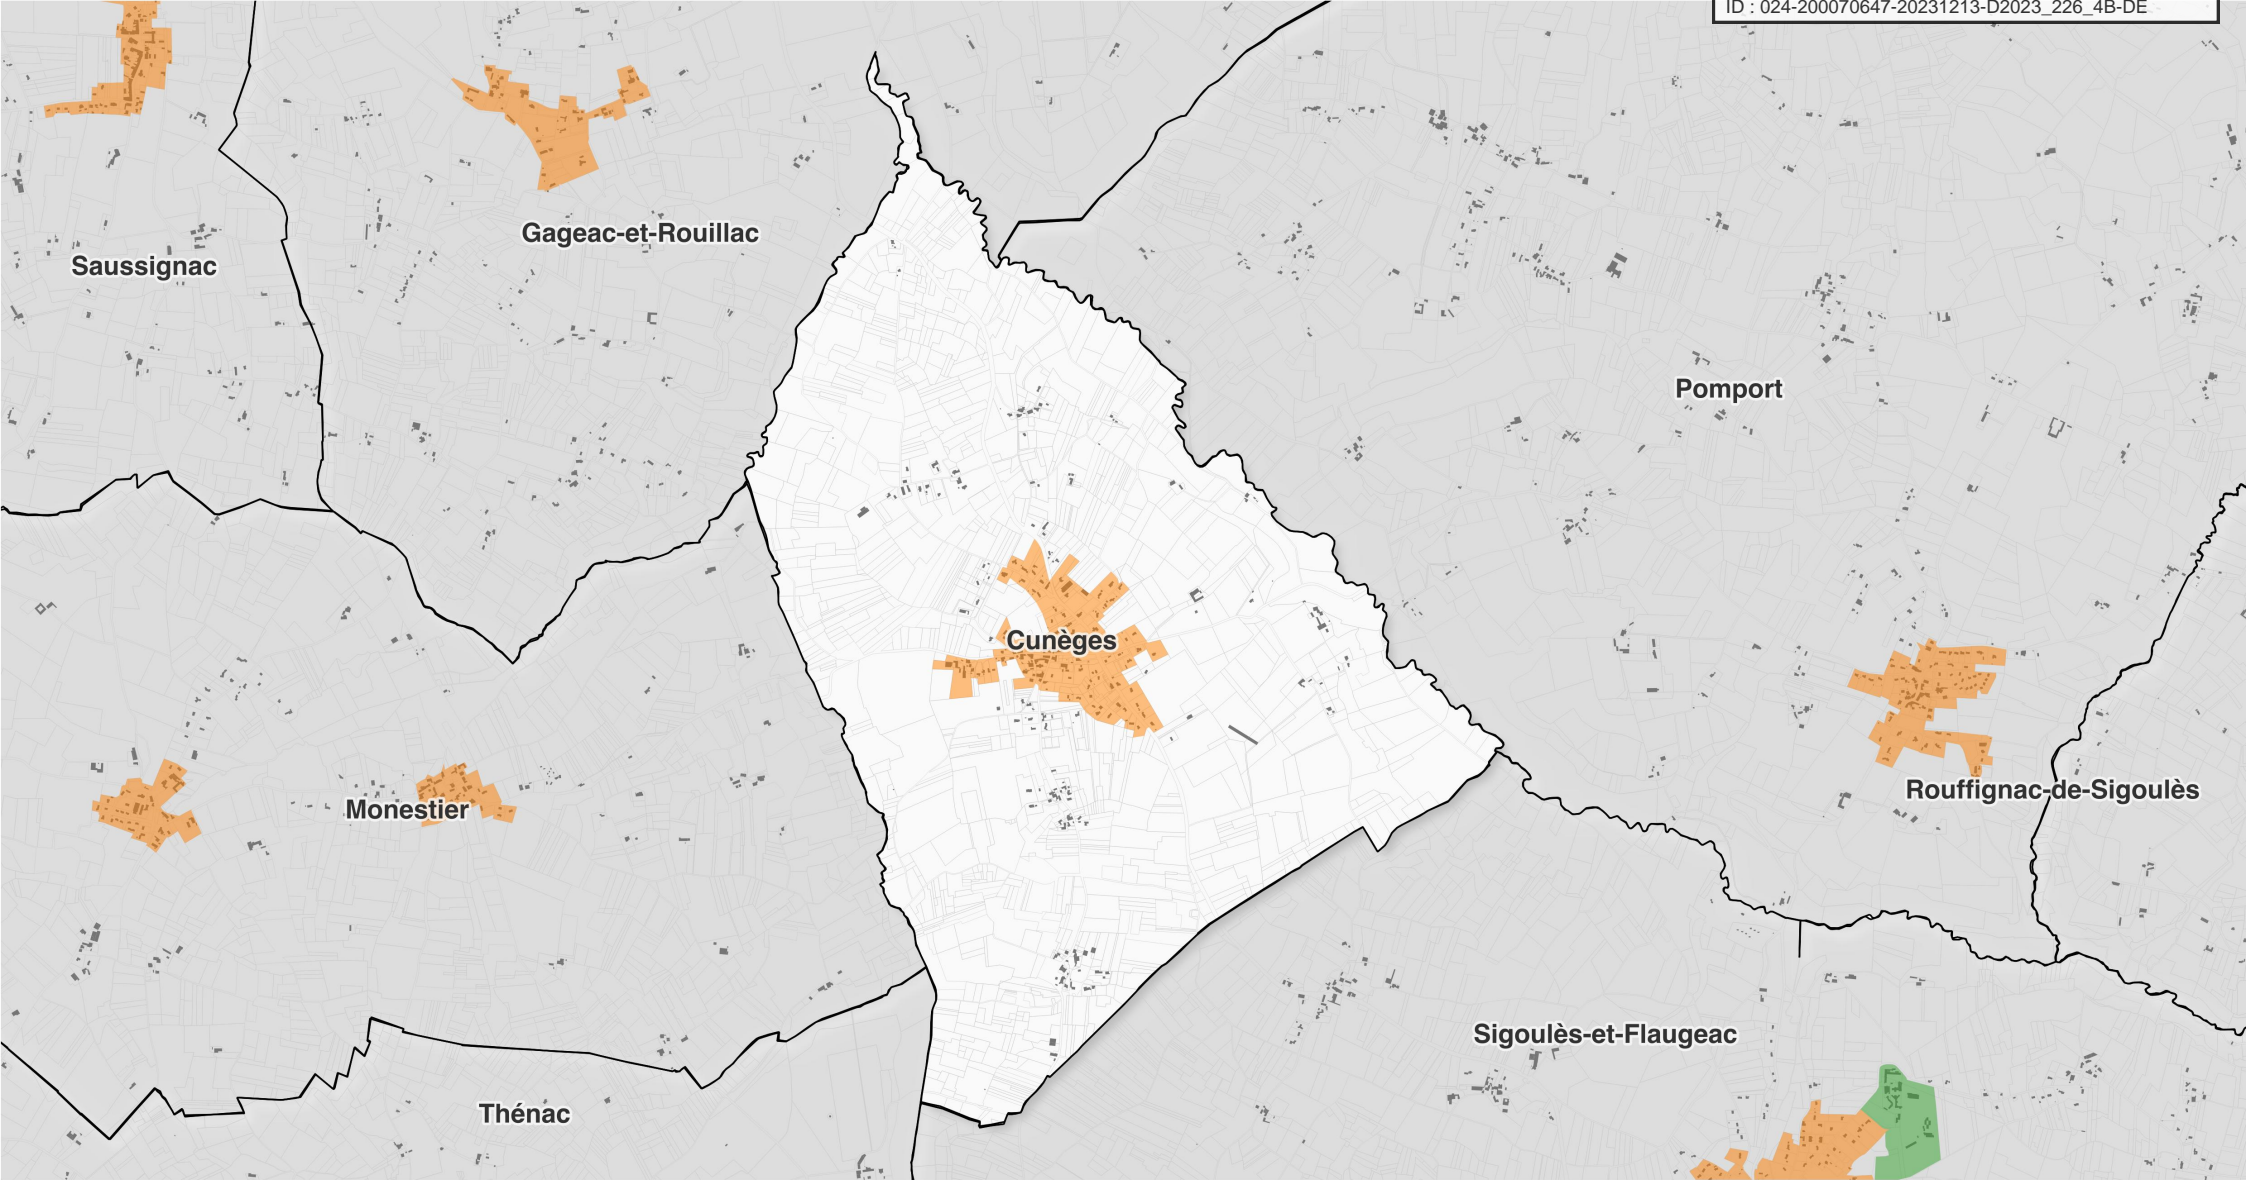 ID : 024-200070647-20231213-D2023_226_4B-DE
Gageac-et-Rouillac
Saussignac
Pomport
Cunèges
Rouffignac-de-Sigoulès
Monestier
Sigoulès-et-Flaugeac
Thénac